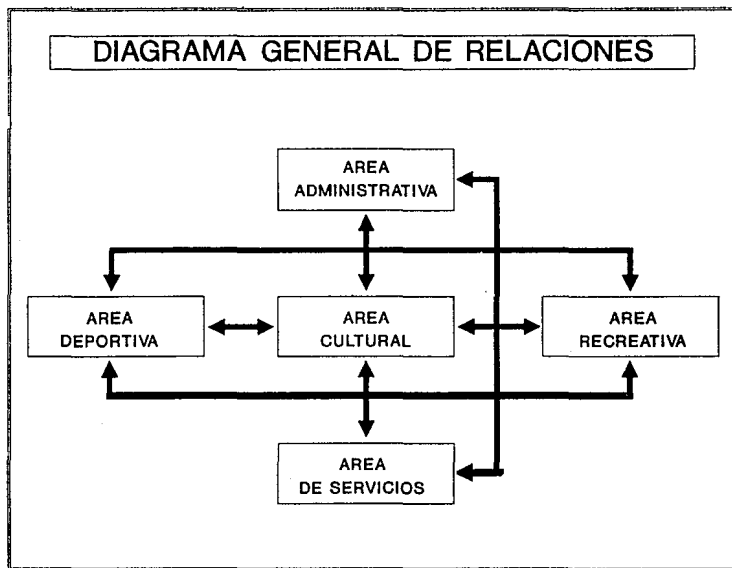 DIAGRAMA GENERAL DE RELACIONES
AREA
ADMINISTRATIVA
AREA
DEPORTIVA
AREA
CULTURAL
AREA
RECREATIVA
AREA
DE SERVICIOS